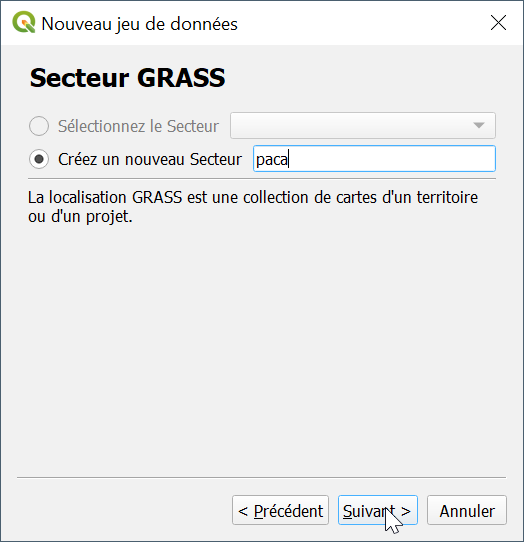 Nouveau jeu de données
Secteur GRASS
Sélectionnez le Secteur
Créez un nouveau Secteur paca
La localisation GRASS est une collection de cartes d'un territoire
ou d'un projet.
< Précédent Suivant > Annuler